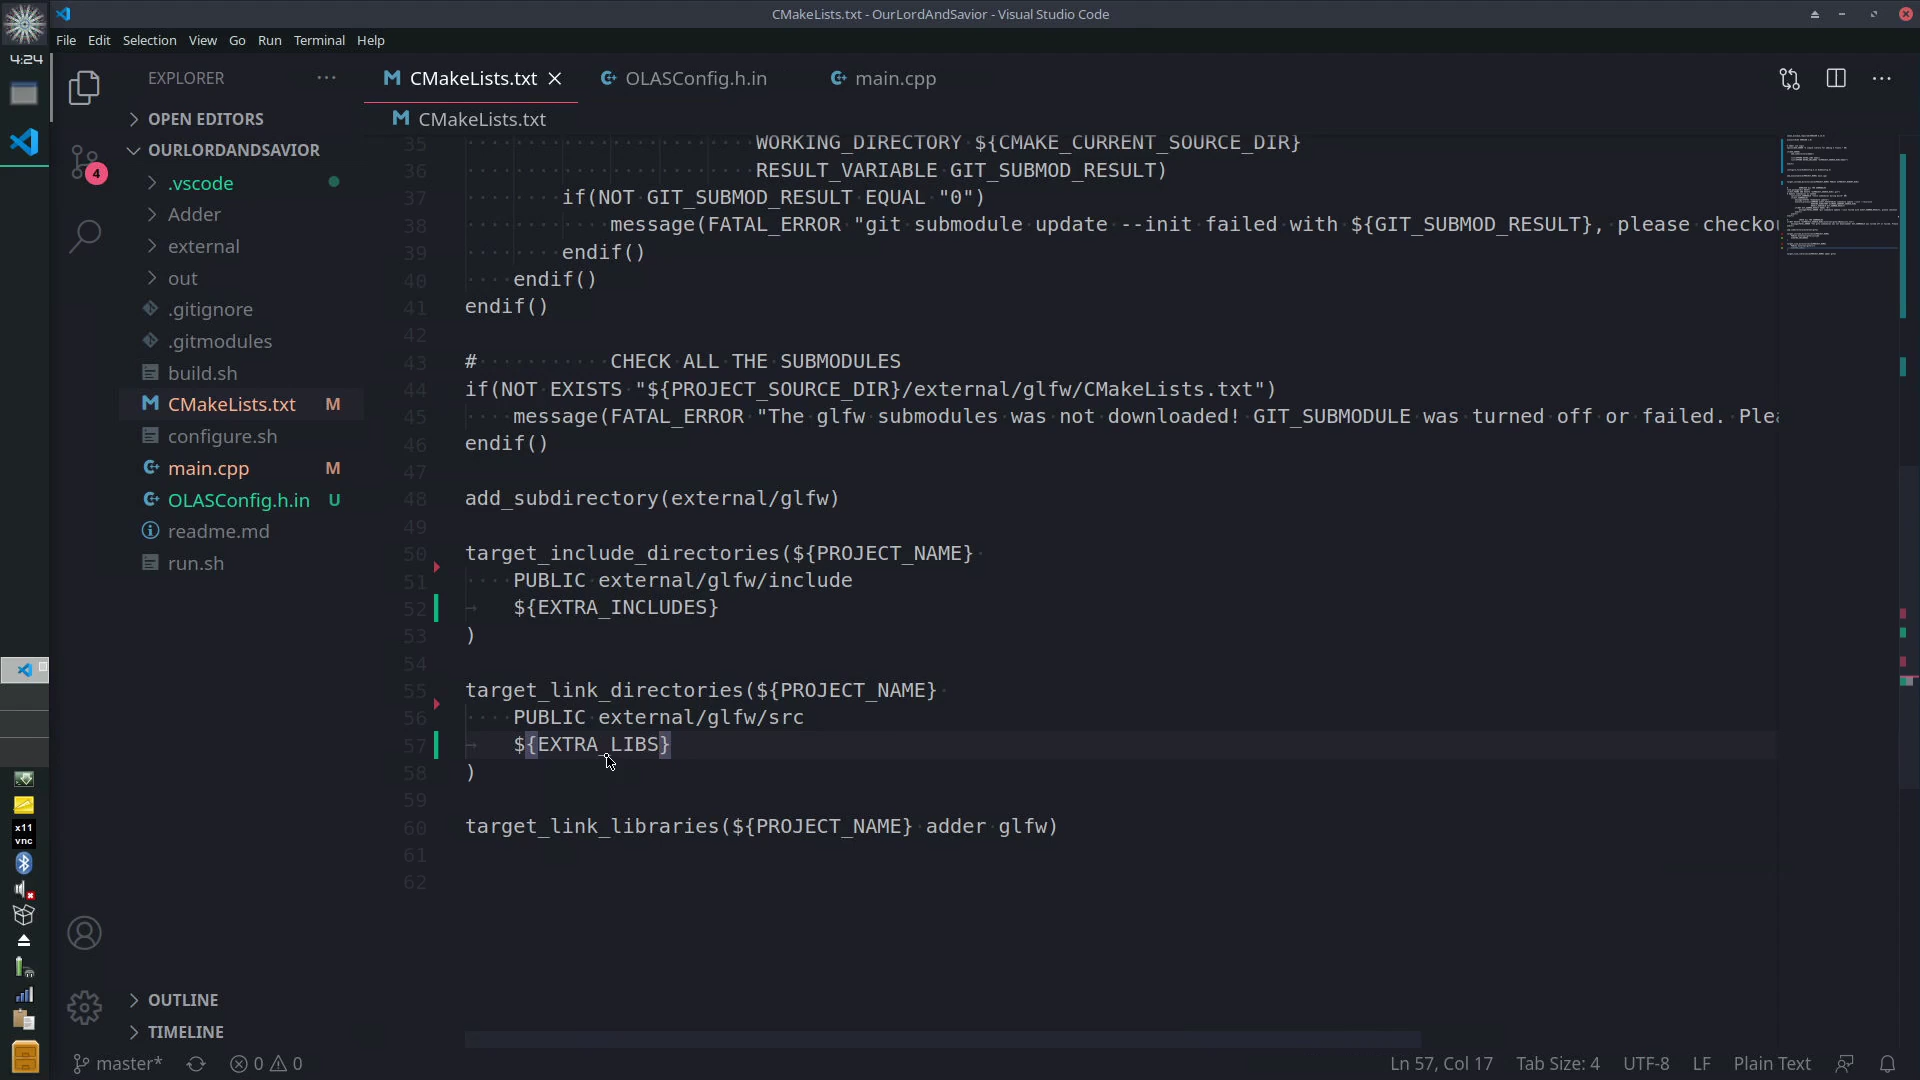 CMakeLists.txt - OurLordAndSavior - Visual Studio Code
File Edit Selection View Go Run Terminal Help
4:24
EXPLORER
OPEN EDITORS
OURLORDANDSAVIOR
.vscode
Adder
external
out
.gitignore
.gitmodules
build.sh
CMakeLists.txt M
configure.sh
main.cpp M
OLASConfig.h.in U
readme.md
run.sh
OUTLINE
TIMELINE
4
x11
vnc
CMakeLists.txt OLASConfig.h.in main.cpp
CMakeLists.txt
35 WORKING_DIRECTORY ${CMAKE_CURRENT_SOURCE_DIR}
36 RESULT_VARIABLE GIT_SUBMOD_RESULT)
37 if(NOT GIT_SUBMOD_RESULT EQUAL "0")
38 message(FATAL_ERROR "git submodule update --init failed with ${GIT_SUBMOD_RESULT}, please checkou
39 endif()
40 endif()
41 endif()
42
43 # CHECK ALL THE SUBMODULES
44 if(NOT EXISTS "${PROJECT_SOURCE_DIR}/external/glfw/CMakeLists.txt")
45 message(FATAL_ERROR "The glfw submodules was not downloaded! GIT_SUBMODULE was turned off or failed. Plea
46 endif()
47
48 add_subdirectory(external/glfw)
49
50 target_include_directories(${PROJECT_NAME}
51 PUBLIC external/glfw/include
52 ${EXTRA_INCLUDES}
53 )
54
55 target_link_directories(${PROJECT_NAME}
56 PUBLIC external/glfw/src
57 ${EXTRA_LIBS}
58 )
59
60 target_link_libraries(${PROJECT_NAME} adder glfw)
61
62
master* 0 0 Ln 57, Col 17 Tab Size: 4 UTF-8 LF Plain Text